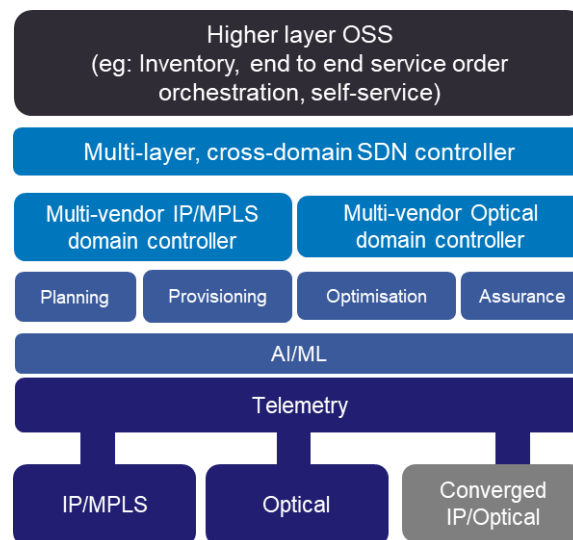 Higher layer OSS
(eg: Inventory, end to end service order
orchestration, self-service)
Multi-layer, cross-domain SDN controller
Multi-vendor IP/MPLS
domain controller
Multi-vendor Optical
domain controller
Planning
Provisioning
Optimisation
Assurance
AI/ML
Telemetry
IP/MPLS
Optical
Converged
IP/Optical